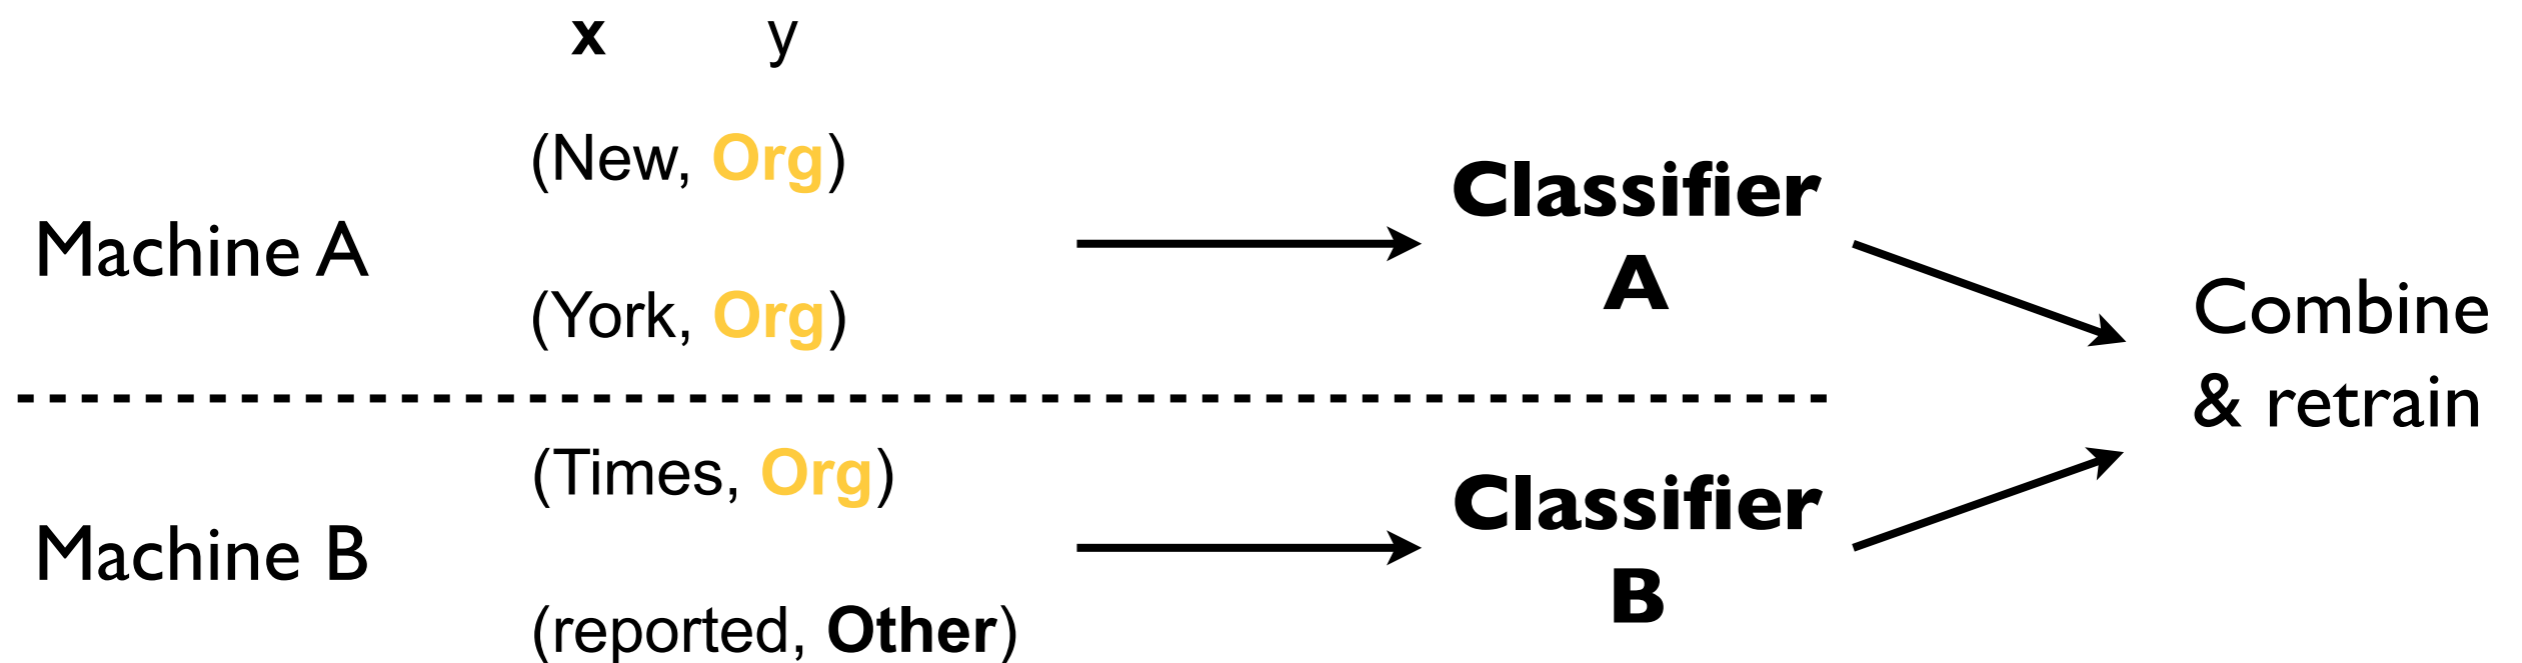 x y
(New, Org)
Machine A
(York, Org)
Classifier
A
(Times, Org)
Machine B
(reported, Other)
Classifier
B
Combine
& retrain